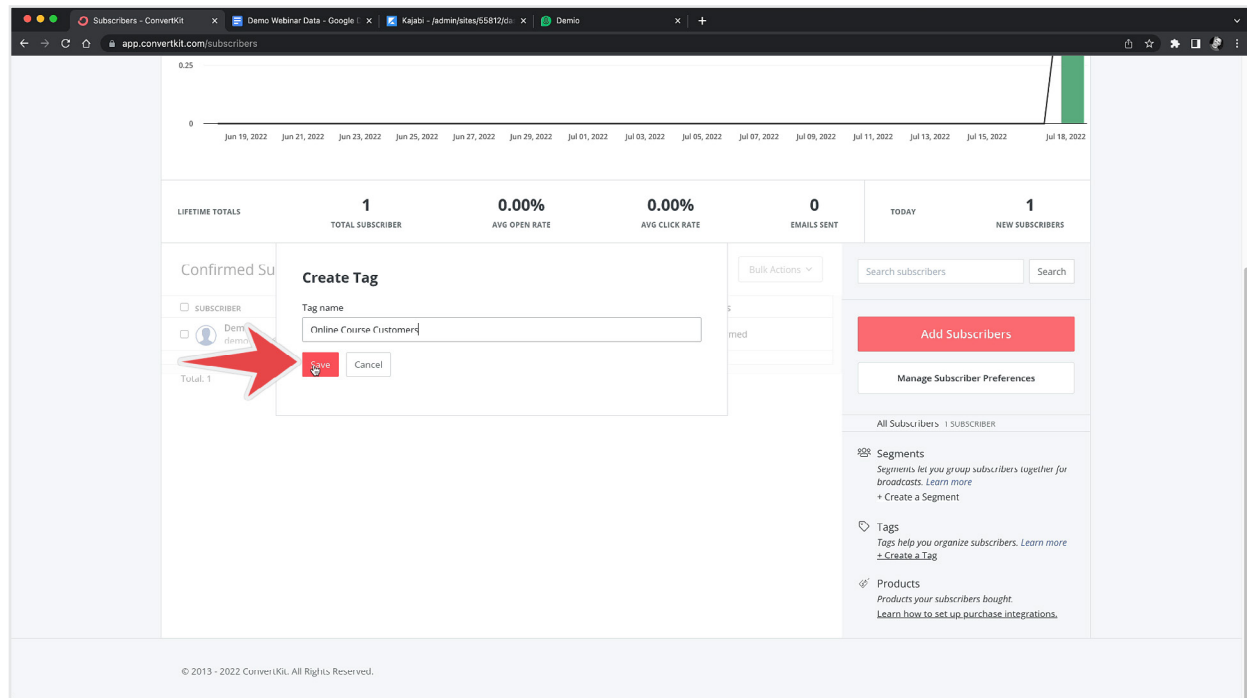 Subscribers - ConvertKit
Demo Webinar Data - Google
Kajabi - /admin/sites/55812/da
Demio
app.convertkit.com/subscribers
0.25
0
Jun 19, 2022 Jun 21, 2022 Jun 23, 2022 Jun 25, 2022 Jun 27, 2022 Jun 29, 2022 Jul 01, 2022 Jul 03, 2022 Jul 05, 2022 Jul 07, 2022 Jul 09, 2022 Jul 11, 2022 Jul 13, 2022 Jul 15, 2022 Jul 18, 2022
LIFETIME TOTALS
1
TOTAL SUBSCRIBER
0.00%
AVG OPEN RATE
0.00%
AVG CLICK RATE
0
EMAILS SENT
TODAY
1
NEW SUBSCRIBERS
Confirmed Su
Bulk Actions
SUBSCRIBER
s
Dem
demo
med
Total: 1
Create Tag
Tag name
Online Course Customers
Save
Cancel
Search subscribers
Search
Add Subscribers
Manage Subscriber Preferences
All Subscribers 1 SUBSCRIBER
Segments
Segments let you group subscribers together for
broadcasts. Learn more
+ Create a Segment
Tags
Tags help you organize subscribers. Learn more
+ Create a Tag
Products
Products your subscribers bought.
Learn how to set up purchase integrations.
© 2013 - 2022 ConvertKit. All Rights Reserved.